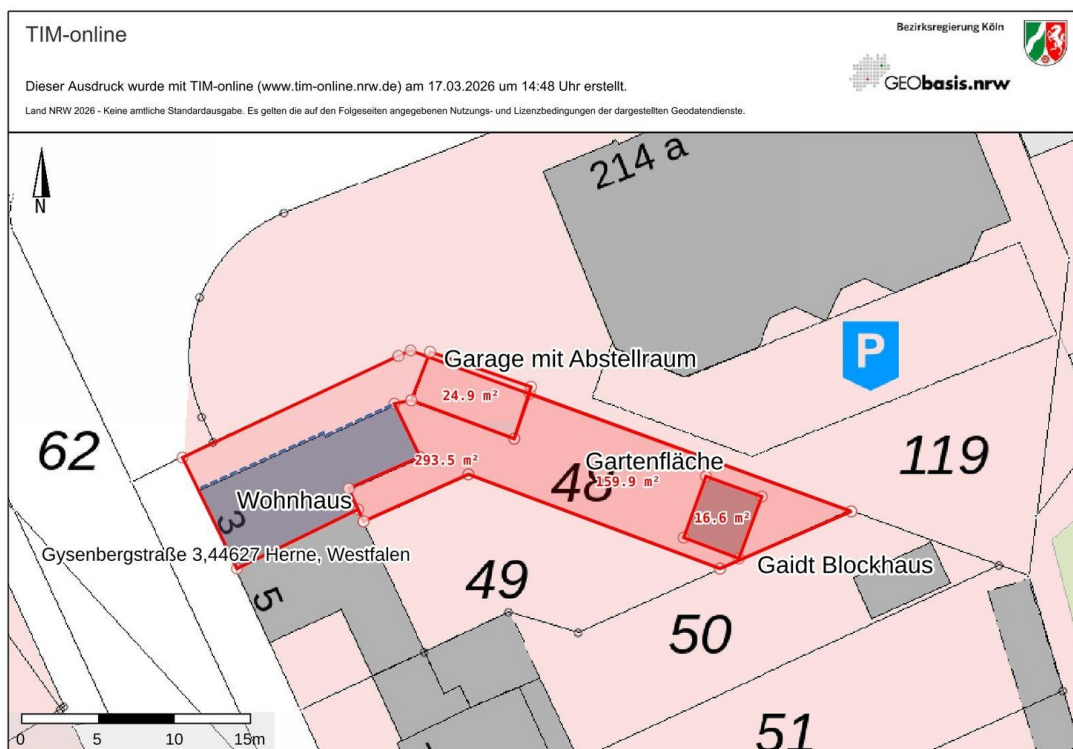 TIM-online
Bezirksregierung Köln
GEObasis.nrw
Dieser Ausdruck wurde mit TIM-online (www.tim-online.nrw.de) am 17.03.2026 um 14:48 Uhr erstellt.
Land NRW 2026 - Keine amtliche Standardausgabe. Es gelten die auf den Folgeseiten angegebenen Nutzungs- und Lizenzbedingungen der dargestellten Geodatendienste.
N
214 a
P
Garage mit Abstellraum
24.9 m²
62
119
293.5 m²
Gartenfläche
48
159.9 m²
Wohnhaus
16.6 m²
3
Gysenbergstraße 3,44627 Herne, Westfalen
Gaidt Blockhaus
49
5
50
51
0 5 10 15m